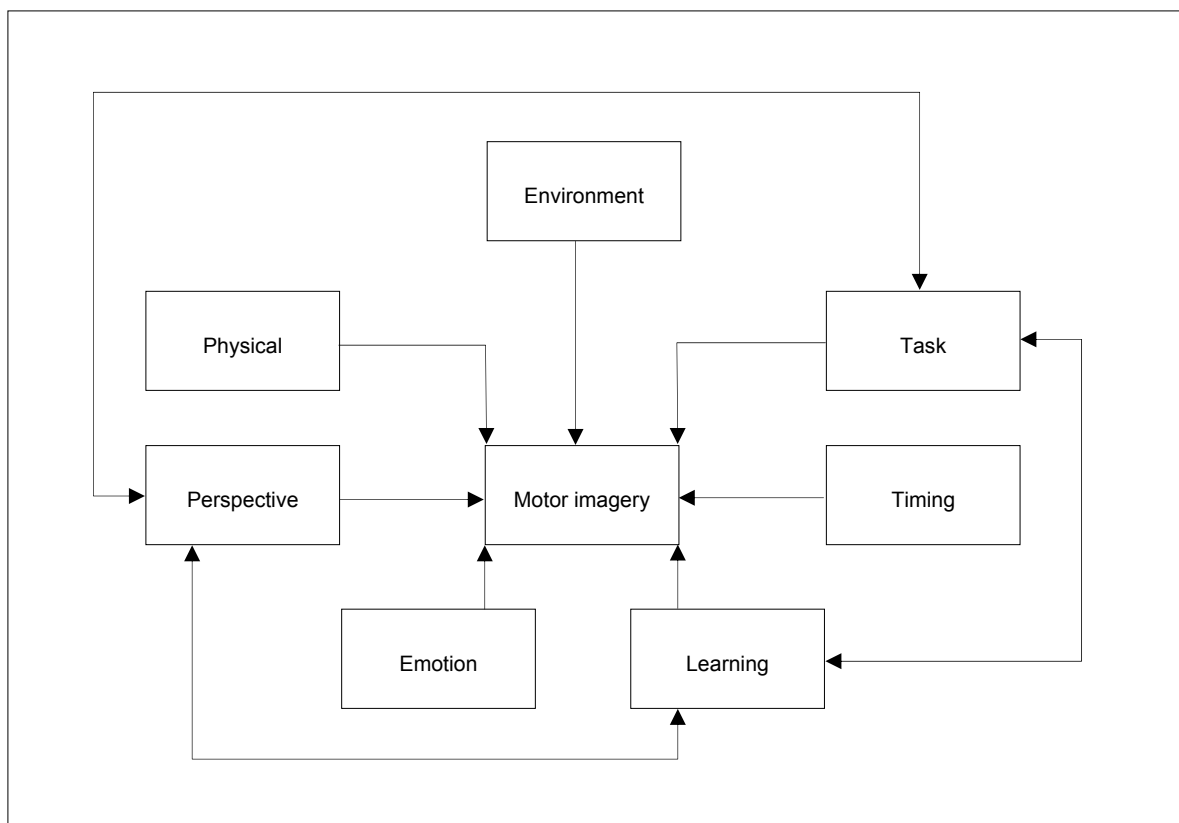 Environment
Physical
Task
Perspective
Motor imagery
Timing
Emotion
Learning